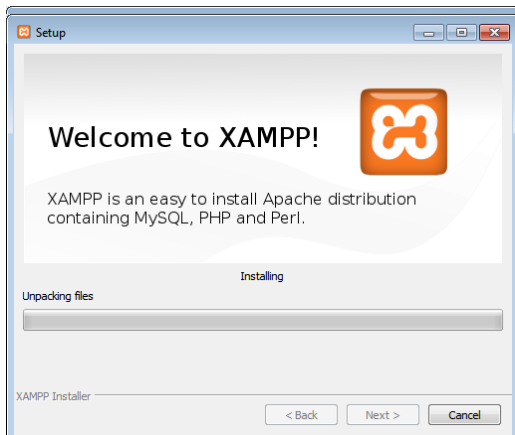 Setup
Welcome to XAMPP!
XAMPP is an easy to install Apache distribution
containing MySQL, PHP and Perl.
Installing
Unpacking files
XAMPP Installer
< Back Next > Cancel